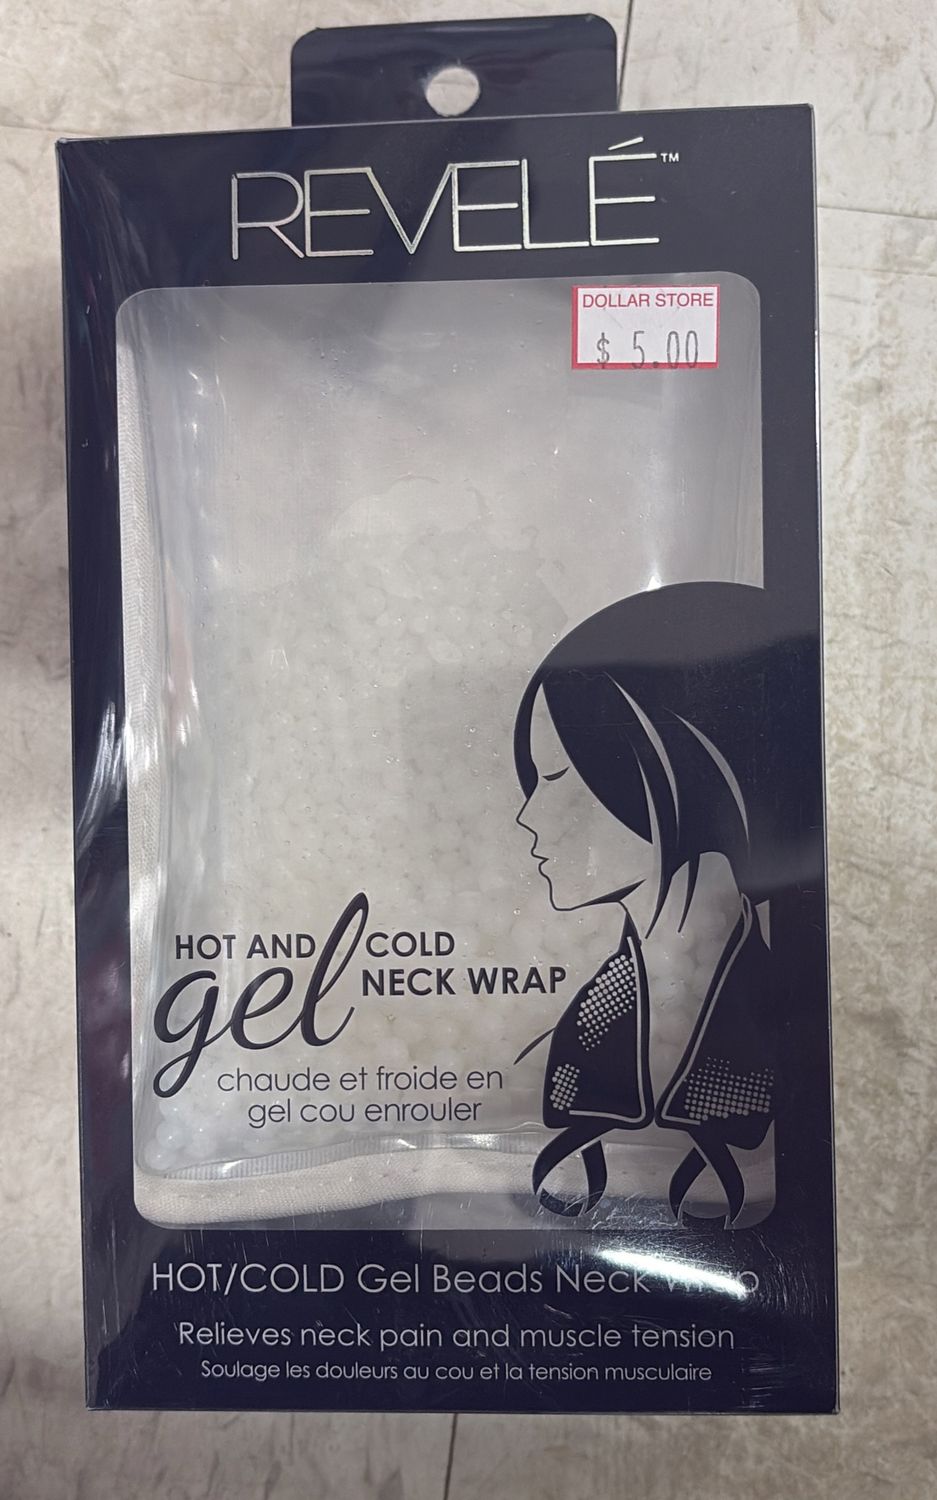 REVELÉ™
DOLLAR STORE
$ 5.00
HOT AND gel COLD
NECK WRAP
chaude et froide en
gel cou enrouler
HOT/COLD Gel Beads Neck Wrap
Relieves neck pain and muscle tension
Soulage les douleurs au cou et la tension musculaire